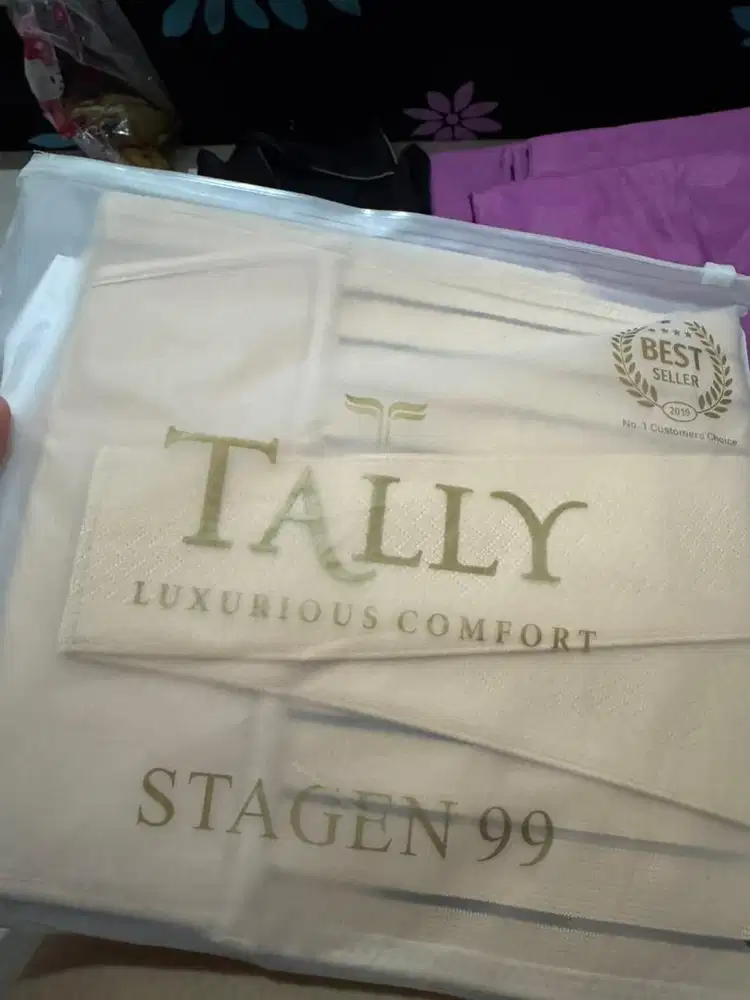 BEST
SELLER
2019
No. 1 Customers Choice
TALLY
LUXURIOUS COMFORT
STAGEN 99